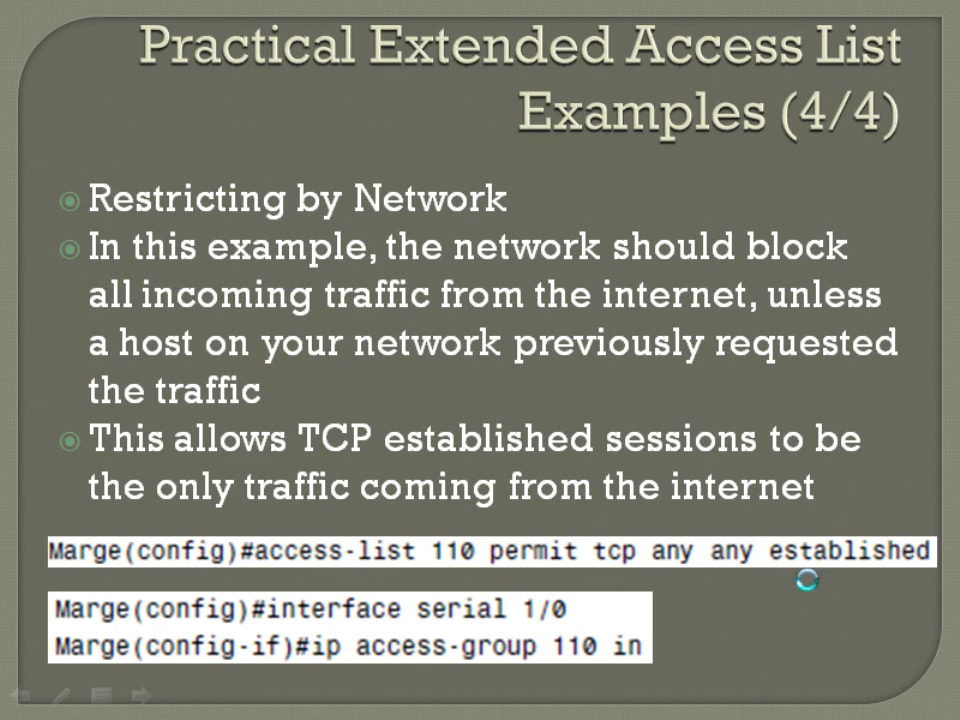 Practical Extended Access List
Examples (4/4)
Restricting by Network
In this example, the network should block
all incoming traffic from the internet, unless
a host on your network previously requested
the traffic
This allows TCP established sessions to be
the only traffic coming from the internet
Marge(config)#access-list 110 permit tcp any any established
Marge(config)#interface serial 1/0
Marge(config-if)#ip access-group 110 in